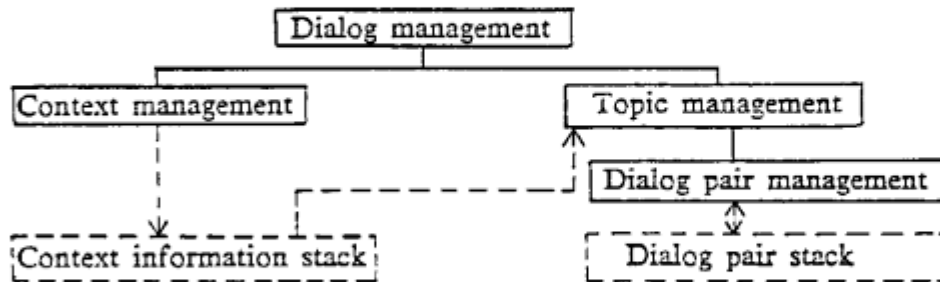 Dialog management
Context management
Topic management
Dialog pair management
Context information stack
Dialog pair stack